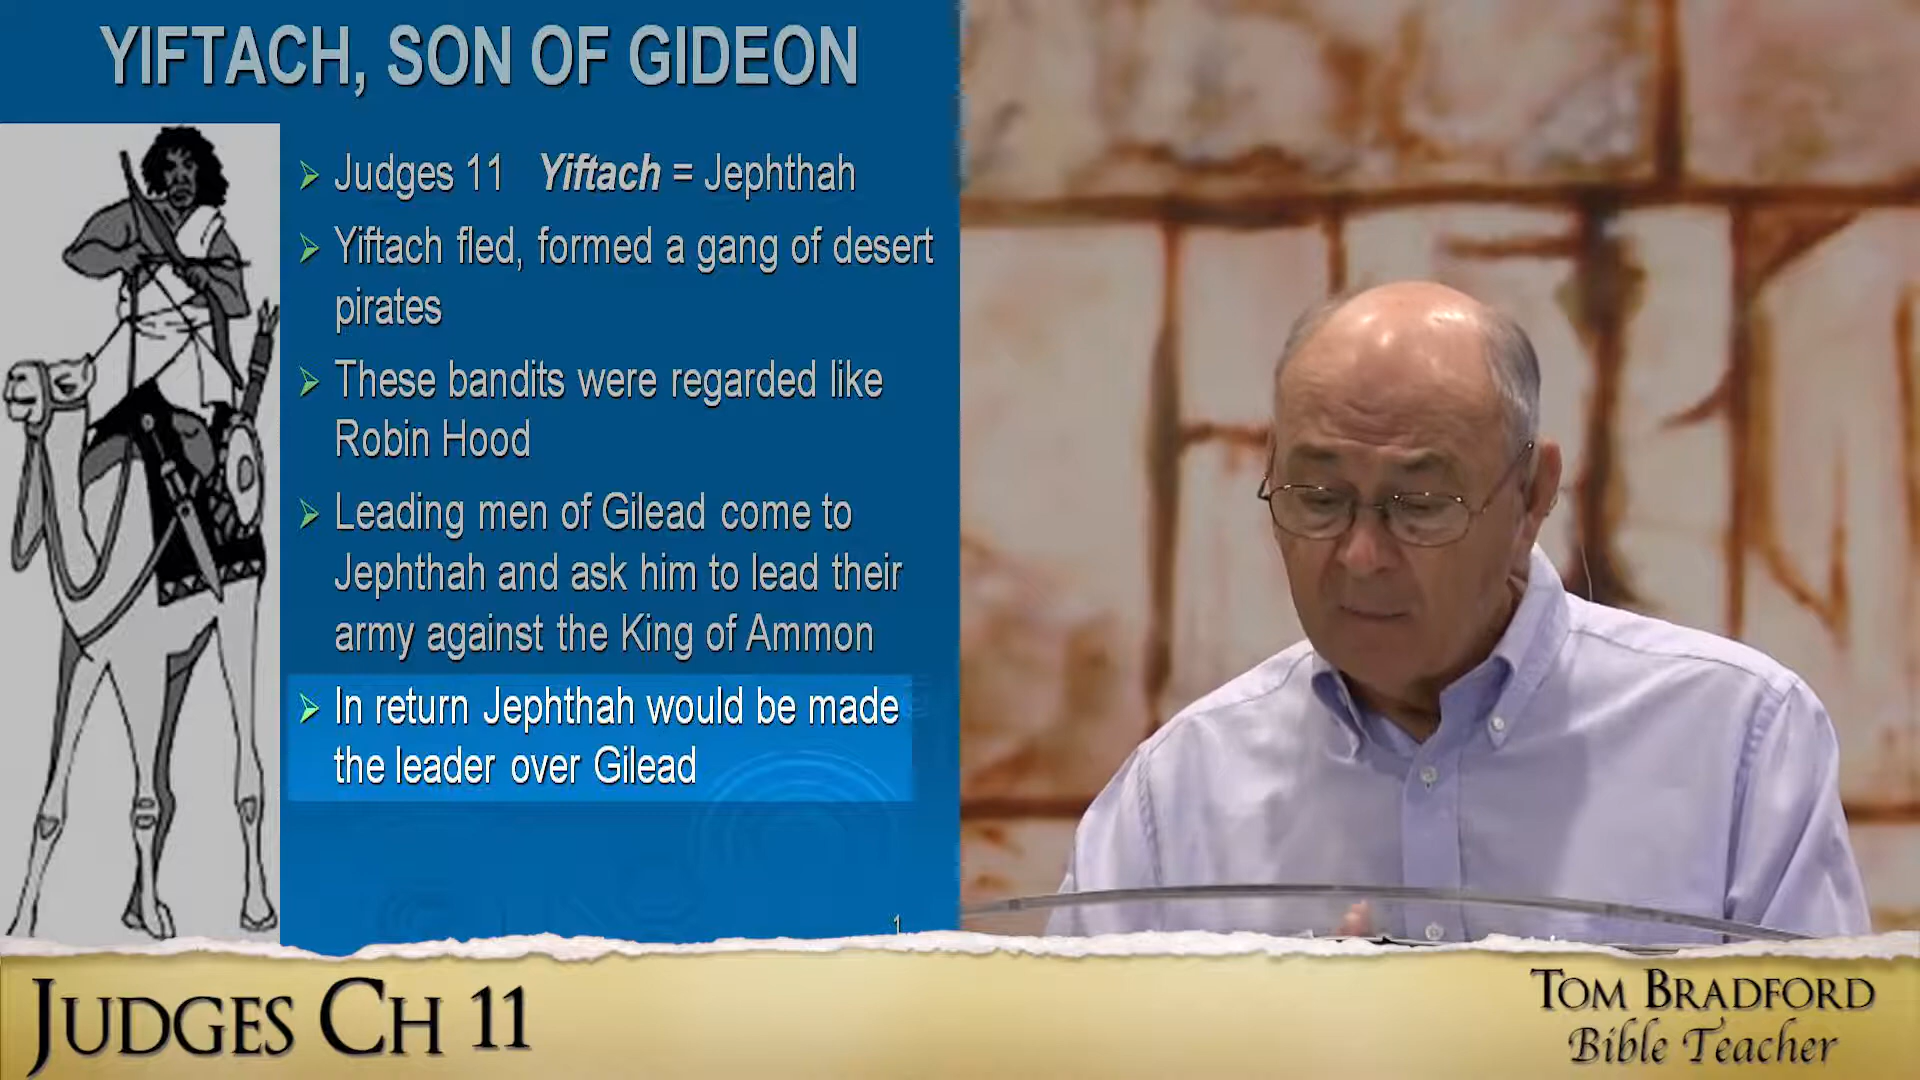 YIFTACH, SON OF GIDEON
Judges 11 Yiftach = Jephthah
Yiftach fled, formed a gang of desert
pirates
These bandits were regarded like
Robin Hood
Leading men of Gilead come to
Jephthah and ask him to lead their
army against the King of Ammon
In return Jephthah would be made
the leader over Gilead
1
JUDGES CH 11
TOM BRADFORD
Bible Teacher